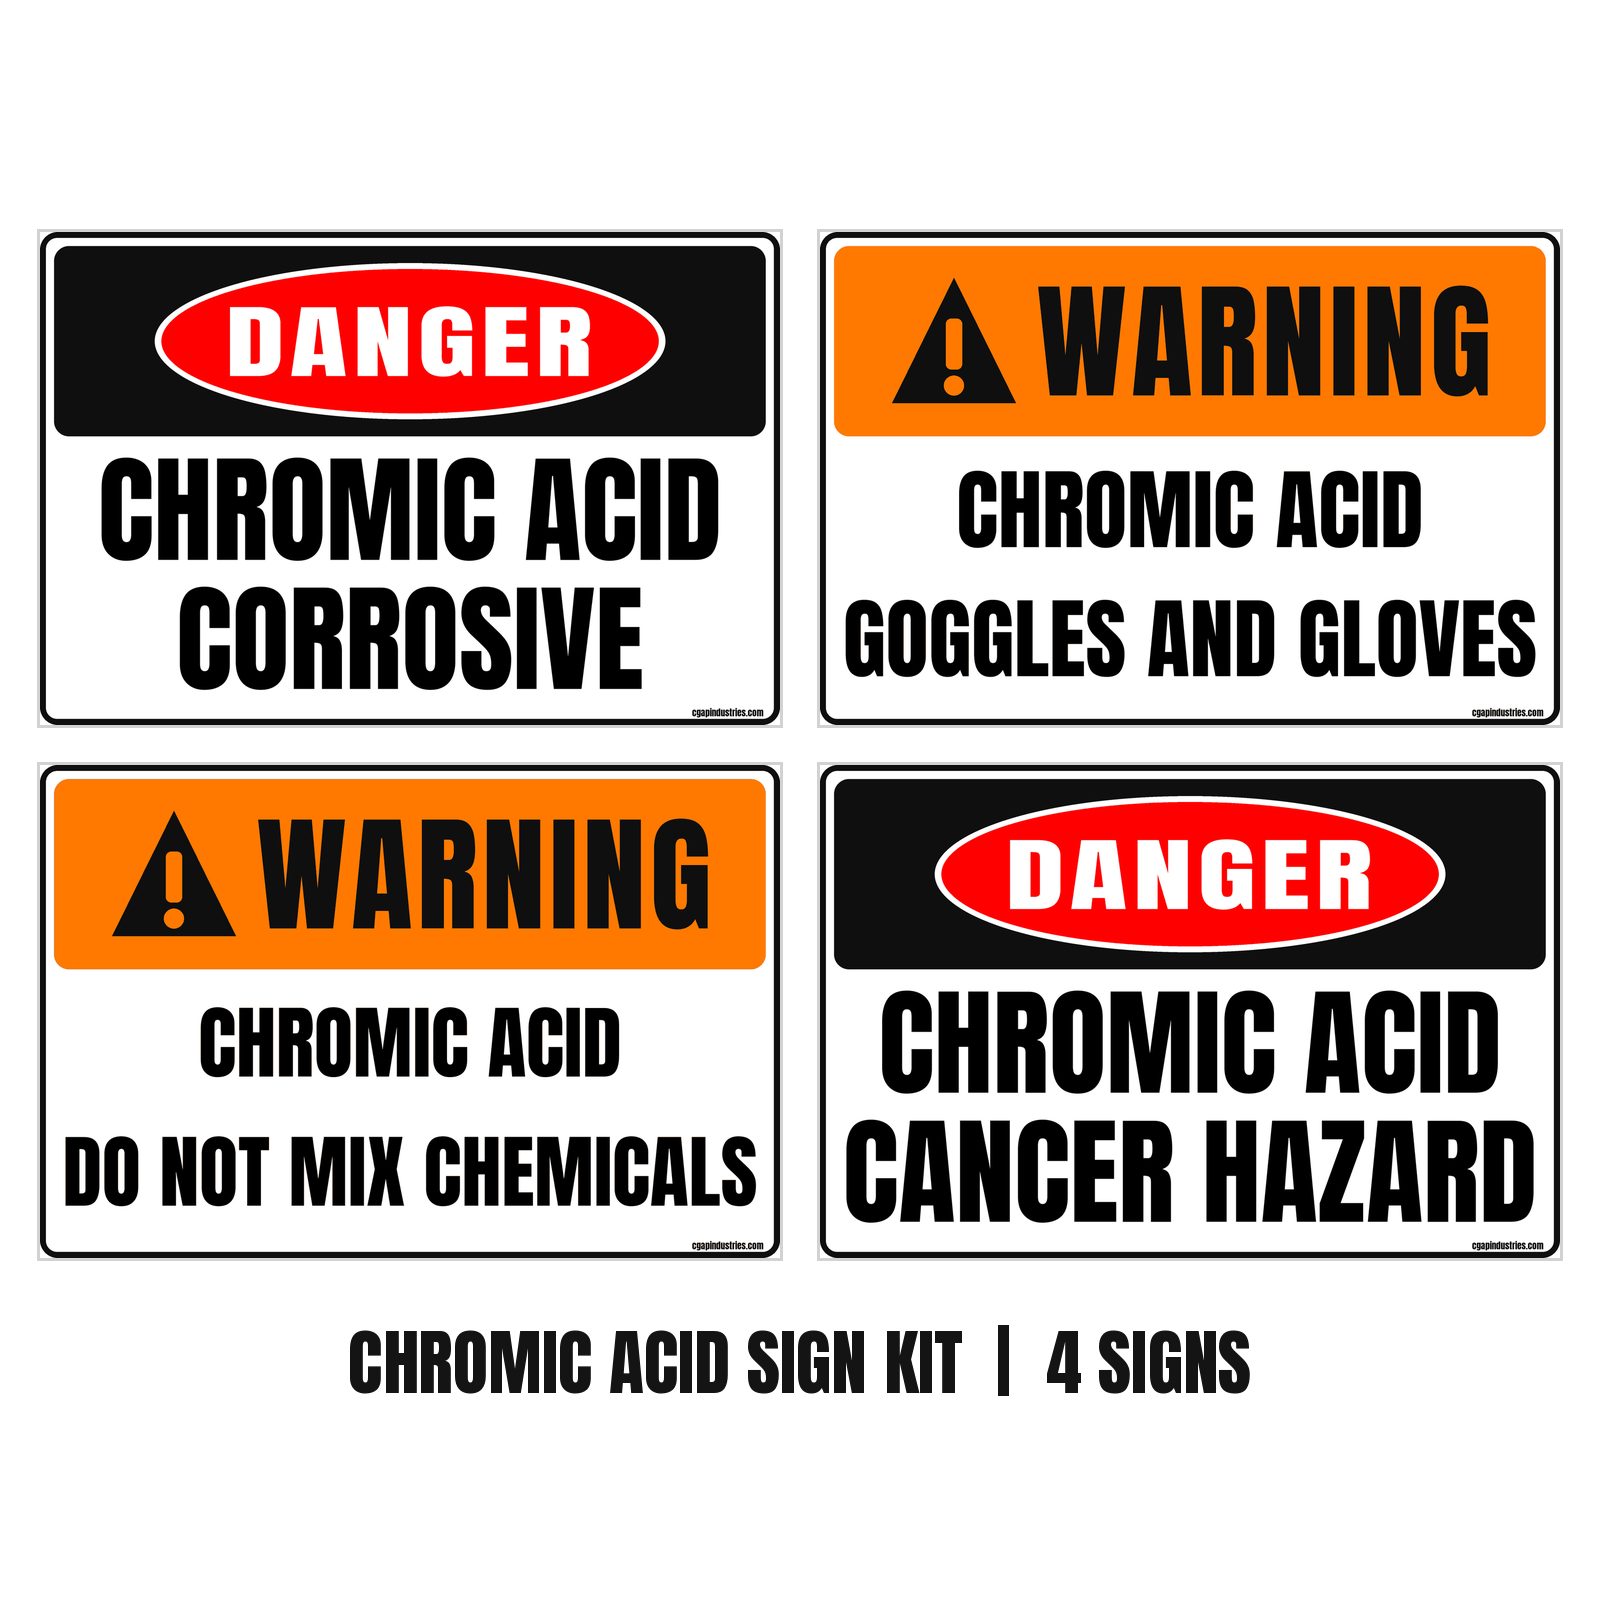 DANGER
CHROMIC ACID
CORROSIVE
cgapindustries.com
WARNING
CHROMIC ACID
GOGGLES AND GLOVES
cgapindustries.com
WARNING
CHROMIC ACID
DO NOT MIX CHEMICALS
cgapindustries.com
DANGER
CHROMIC ACID
CANCER HAZARD
cgapindustries.com
CHROMIC ACID SIGN KIT | 4 SIGNS